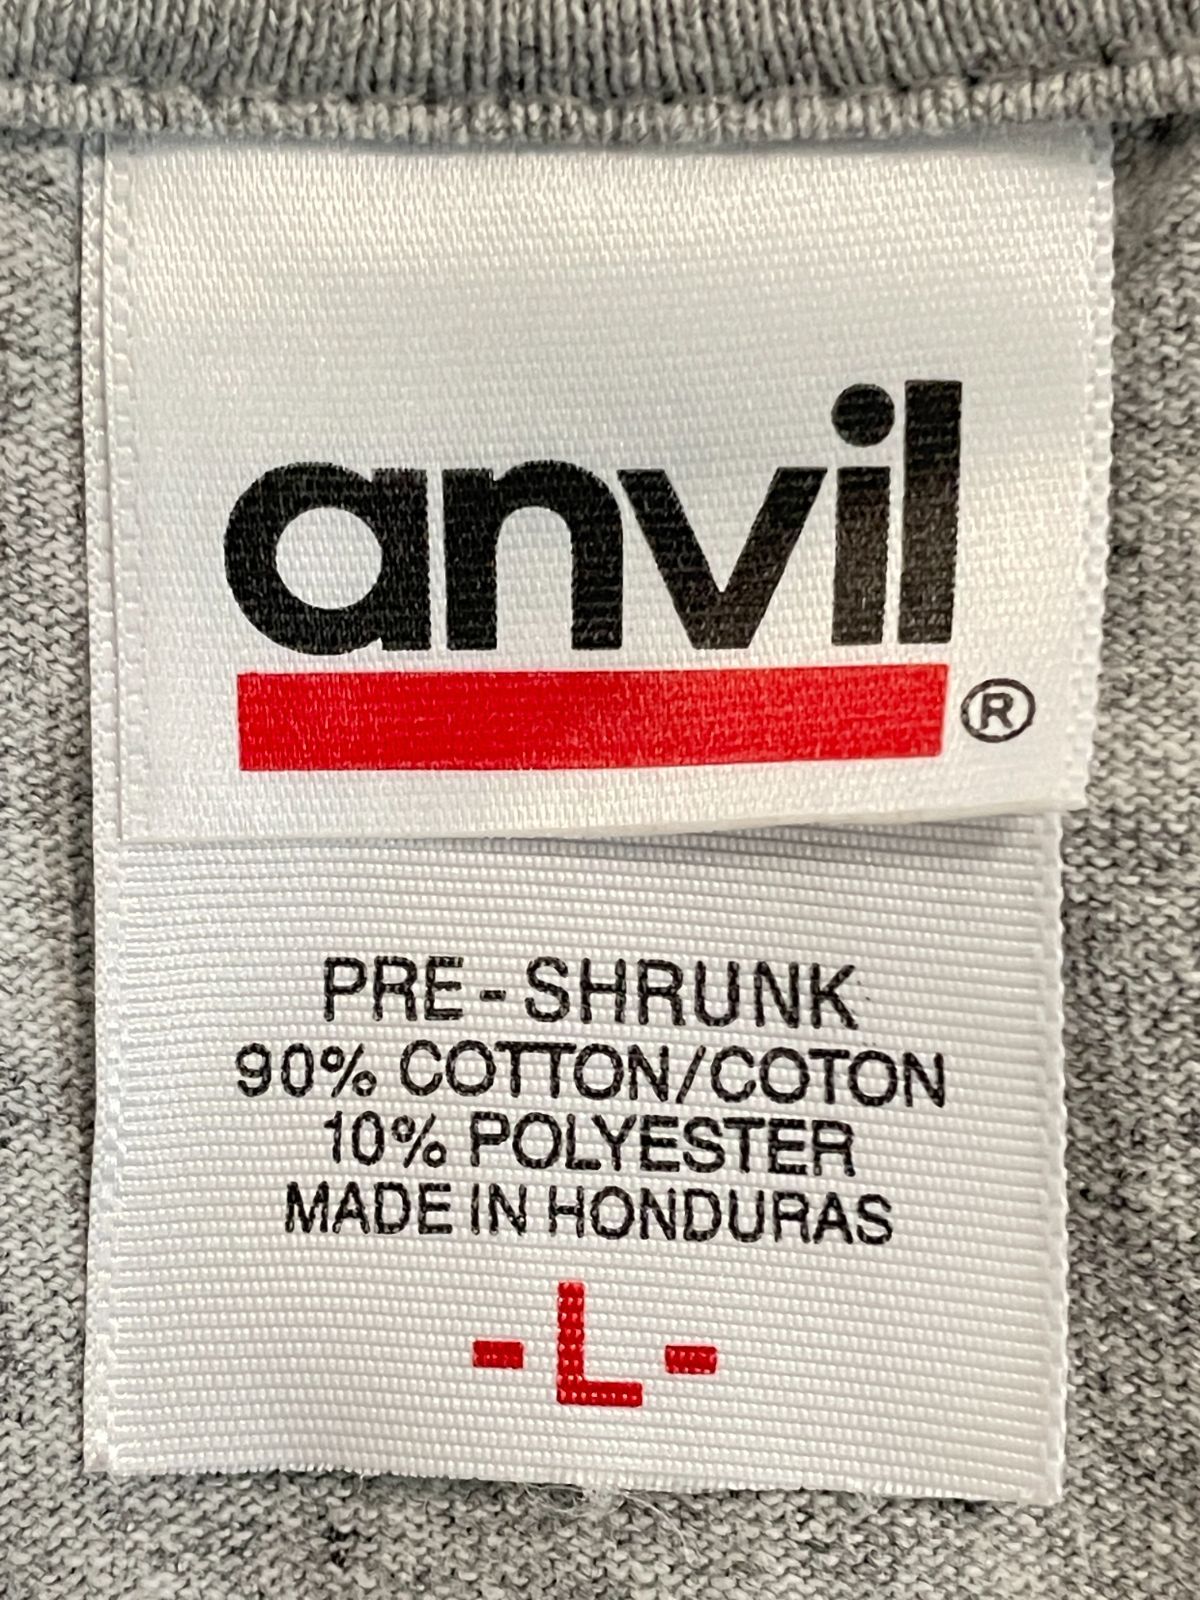 anvil
®
PRE-SHRUNK
90% COTTON/COTON
10% POLYESTER
MADE IN HONDURAS
-L-